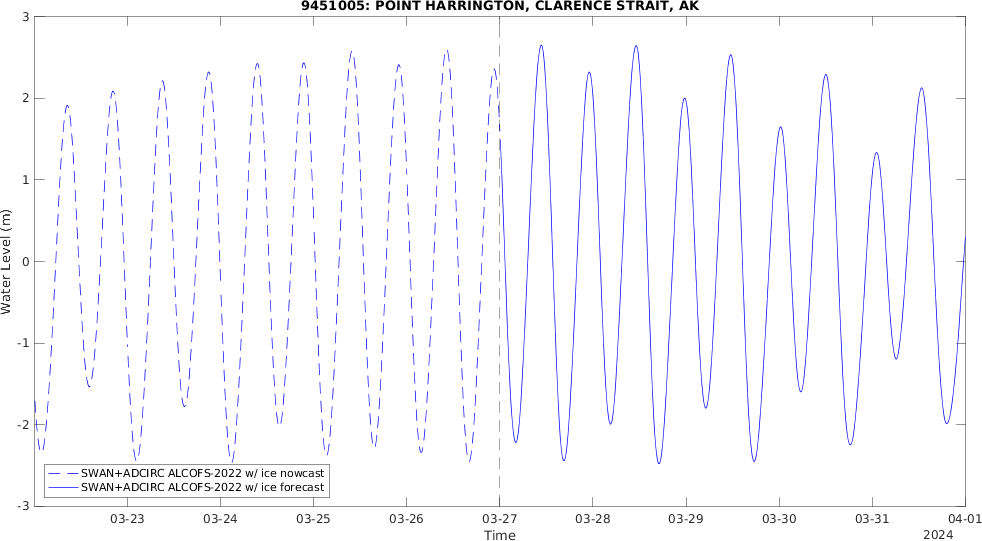 9451005: POINT HARRINGTON, CLARENCE STRAIT, AK
3
2
1
0
-1
-2
-3
Water Level (m)
SWAN+ADCIRC ALCOFS-2022 w/ ice nowcast
SWAN+ADCIRC ALCOFS-2022 w/ ice forecast
03-23 03-24 03-25 03-26 03-27 03-28 03-29 03-30 03-31 04-01
Time 2024